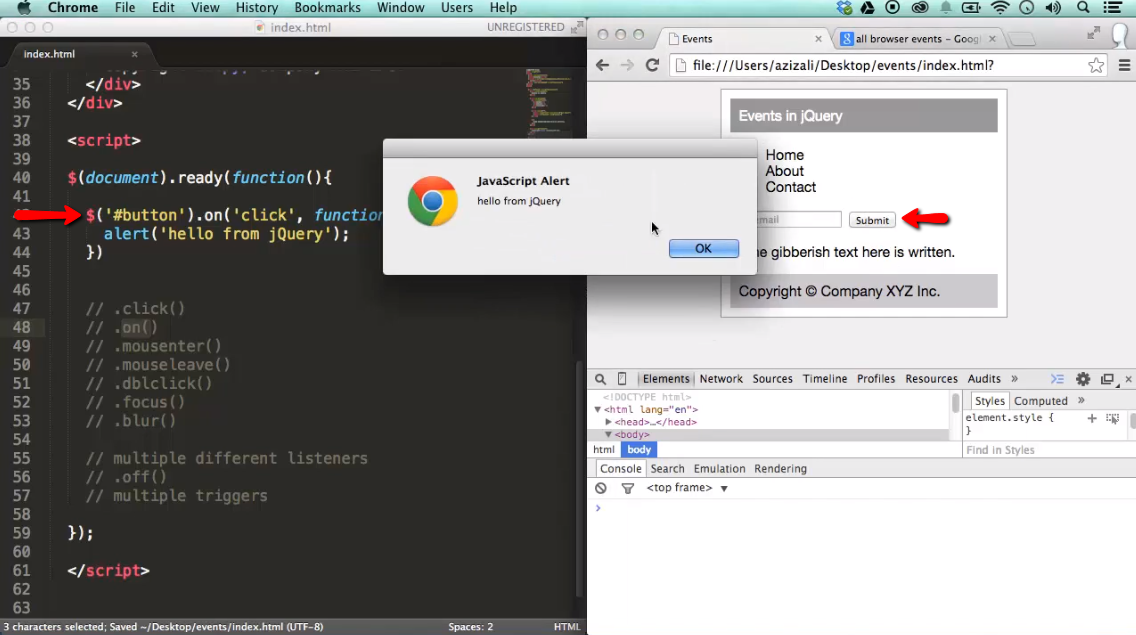 Chrome File Edit View History Bookmarks Window Users Help
index.html UNREGISTERED
index.html
35 </div>
36 </div>
37
38 <script>
39
40 $(document).ready(function(){
41
$('#button').on('click', function
43 alert('hello from jQuery');
44 })
45
46
47 // .click()
48 // .on()
49 // .mousenter()
50 // .mouseleave()
51 // .dblclick()
52 // .focus()
53 // .blur()
54
55 // multiple different listeners
56 // .off()
57 // multiple triggers
58
59 });
60
61 </script>
62
63
3 characters selected; Saved ~/Desktop/events/index.html (UTF-8) Spaces: 2 HTML
JavaScript Alert
hello from jQuery
OK
Events all browser events - Goog
file:///Users/azizali/Desktop/events/index.html?
Events in jQuery
Home
About
Contact
email Submit
gibberish text here is written.
Copyright © Company XYZ Inc.
Elements Network Sources Timeline Profiles Resources Audits »
<!DOCTYPE html>
<html lang="en">
<head>…</head>
<body>
html body
Styles Computed »
element.style {
}
Find in Styles
Console Search Emulation Rendering
<top frame>